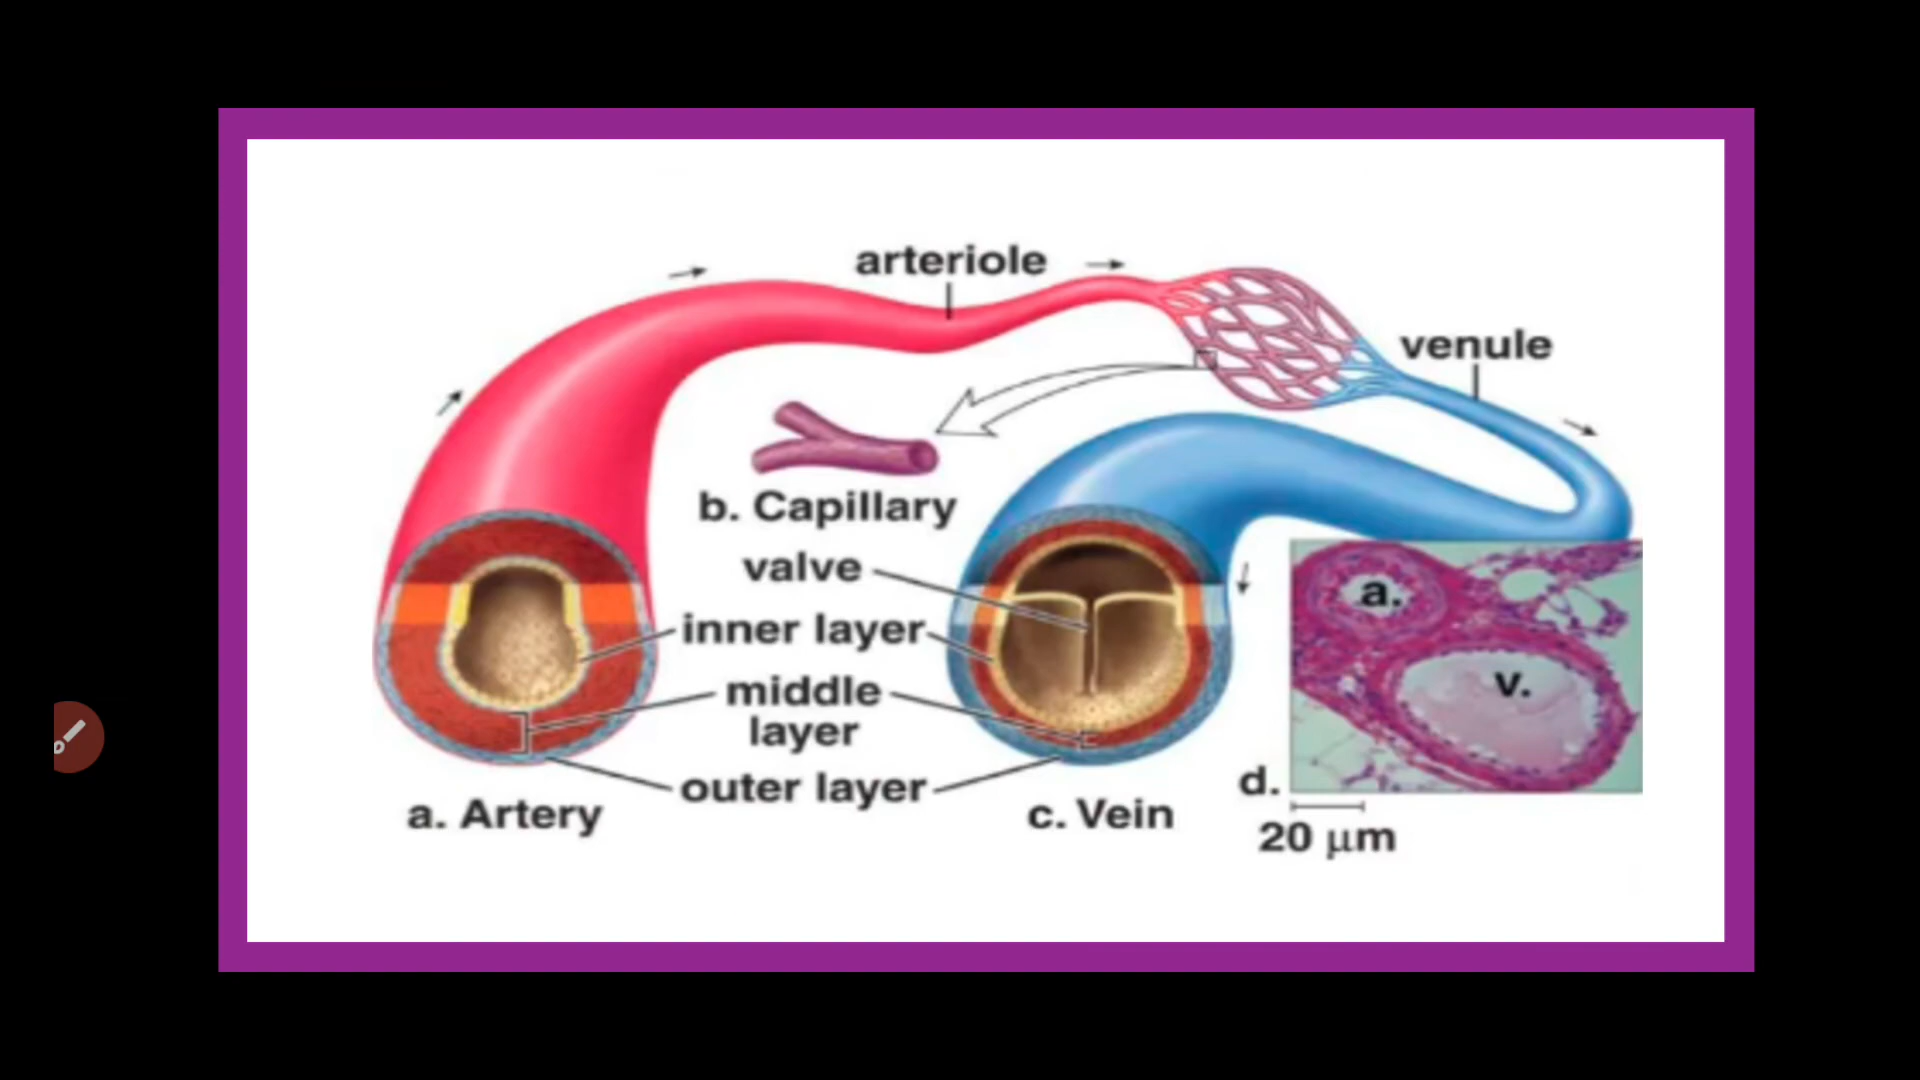 arteriole
venule
b. Capillary
valve
inner layer
middle
layer
outer layer
a. Artery
c. Vein
a.
v.
d.
20 μm